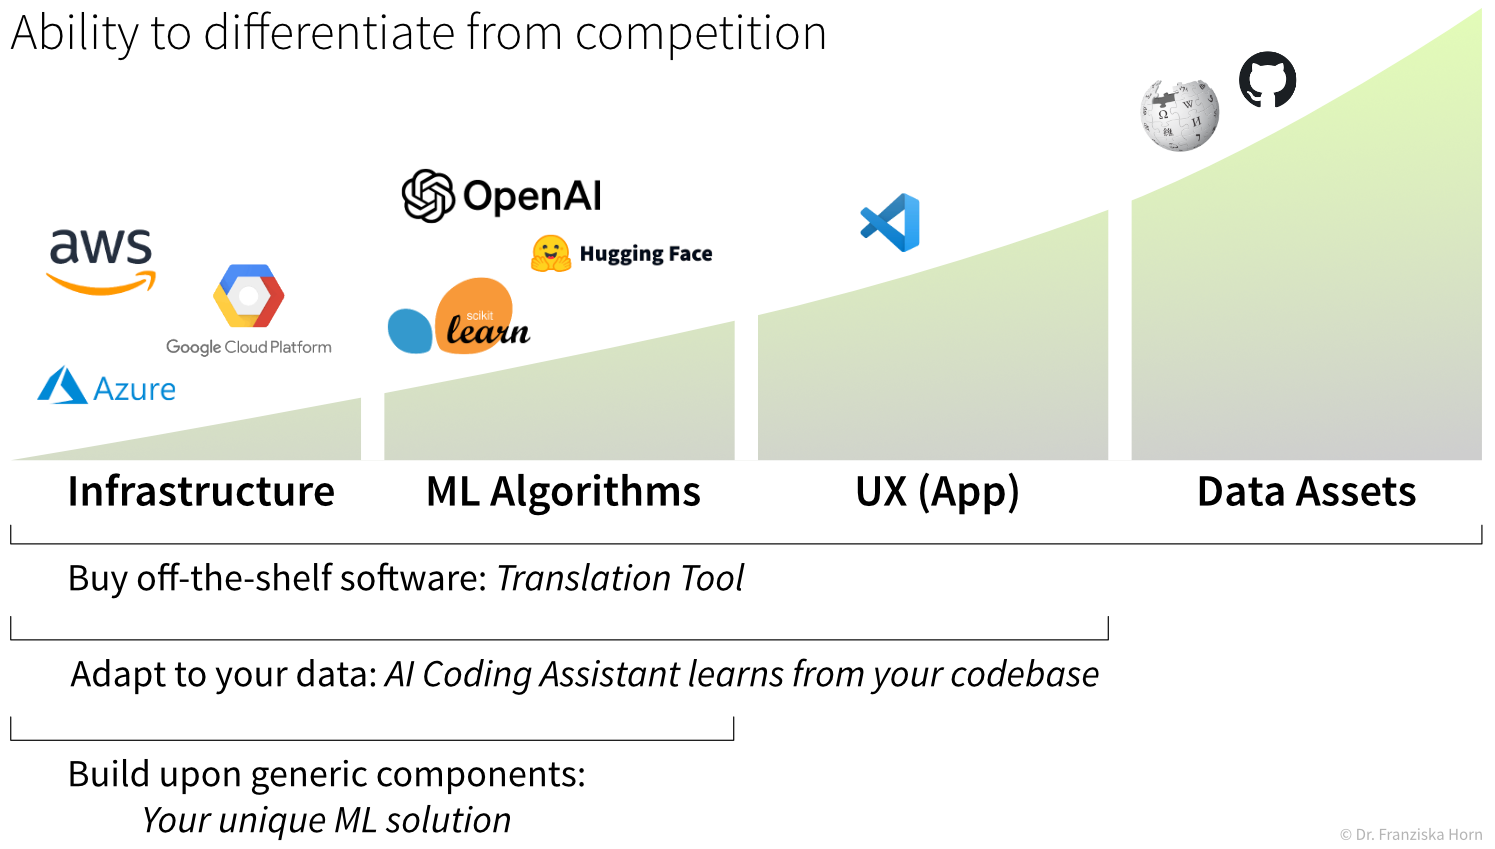 Ability to differentiate from competition
aws
Google Cloud Platform
Azure
OpenAI
Hugging Face
scikit
learn
W
Ω
И
Infrastructure
ML Algorithms
UX (App)
Data Assets
Buy off-the-shelf software: Translation Tool
Adapt to your data: AI Coding Assistant learns from your codebase
Build upon generic components:
Your unique ML solution
© Dr. Franziska Horn